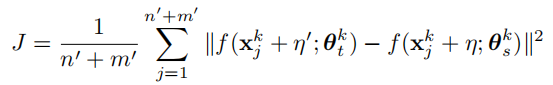 J = \frac{1}{n' + m'} \sum_{j=1}^{n'+m'} \| f(\mathbf{x}_j^k + \eta'; \boldsymbol{\theta}_t^k) - f(\mathbf{x}_j^k + \eta; \boldsymbol{\theta}_s^k) \|^2